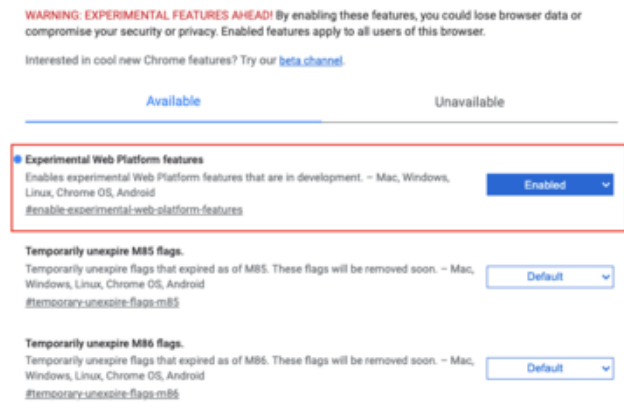 WARNING: EXPERIMENTAL FEATURES AHEAD! By enabling these features, you could lose browser data or
compromise your security or privacy. Enabled features apply to all users of this browser.
Interested in cool new Chrome features? Try our beta channel.
Available
Unavailable
Experimental Web Platform features
Enables experimental Web Platform features that are in development. – Mac, Windows,
Linux, Chrome OS, Android
#enable-experimental-web-platform-features
Enabled
Temporarily unexpire M85 flags.
Temporarily unexpire flags that expired as of M85. These flags will be removed soon. – Mac,
Windows, Linux, Chrome OS, Android
#temporary-unexpire-flags-m85
Default
Temporarily unexpire M86 flags.
Temporarily unexpire flags that expired as of M86. These flags will be removed soon. – Mac,
Windows, Linux, Chrome OS, Android
#temporary-unexpire-flags-m86
Default